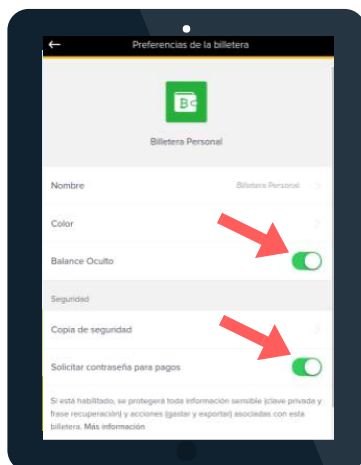 Preferencias de la billetera
Billetera Personal
Nombre Billetera Personal
Color
Balance Oculto
Seguridad
Copia de seguridad
Solicitar contraseña para pagos
Si está habilitado, se protegerá toda información sensible (clave privada y
frase recuperación) y acciones (gastar y exportar) asociadas con esta
billetera. Más información